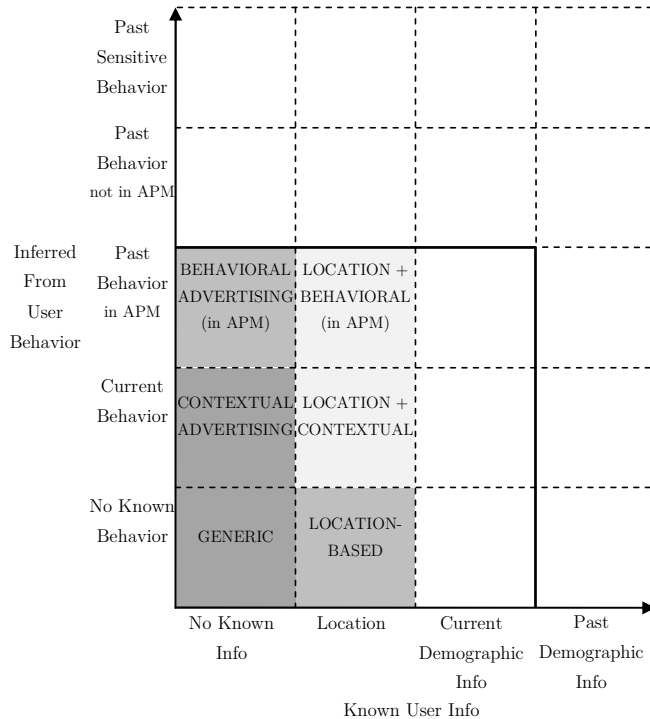 Past
Sensitive
Behavior
Past
Behavior
not in APM
Inferred
From
User
Behavior
Past
Behavior
in APM
BEHAVIORAL
ADVERTISING
(in APM)
LOCATION +
BEHAVIORAL
(in APM)
Current
Behavior
CONTEXTUAL
ADVERTISING
LOCATION +
CONTEXTUAL
No Known
Behavior
GENERIC
LOCATION-
BASED
No Known
Info
Location
Current
Demographic
Info
Past
Demographic
Info
Known User Info